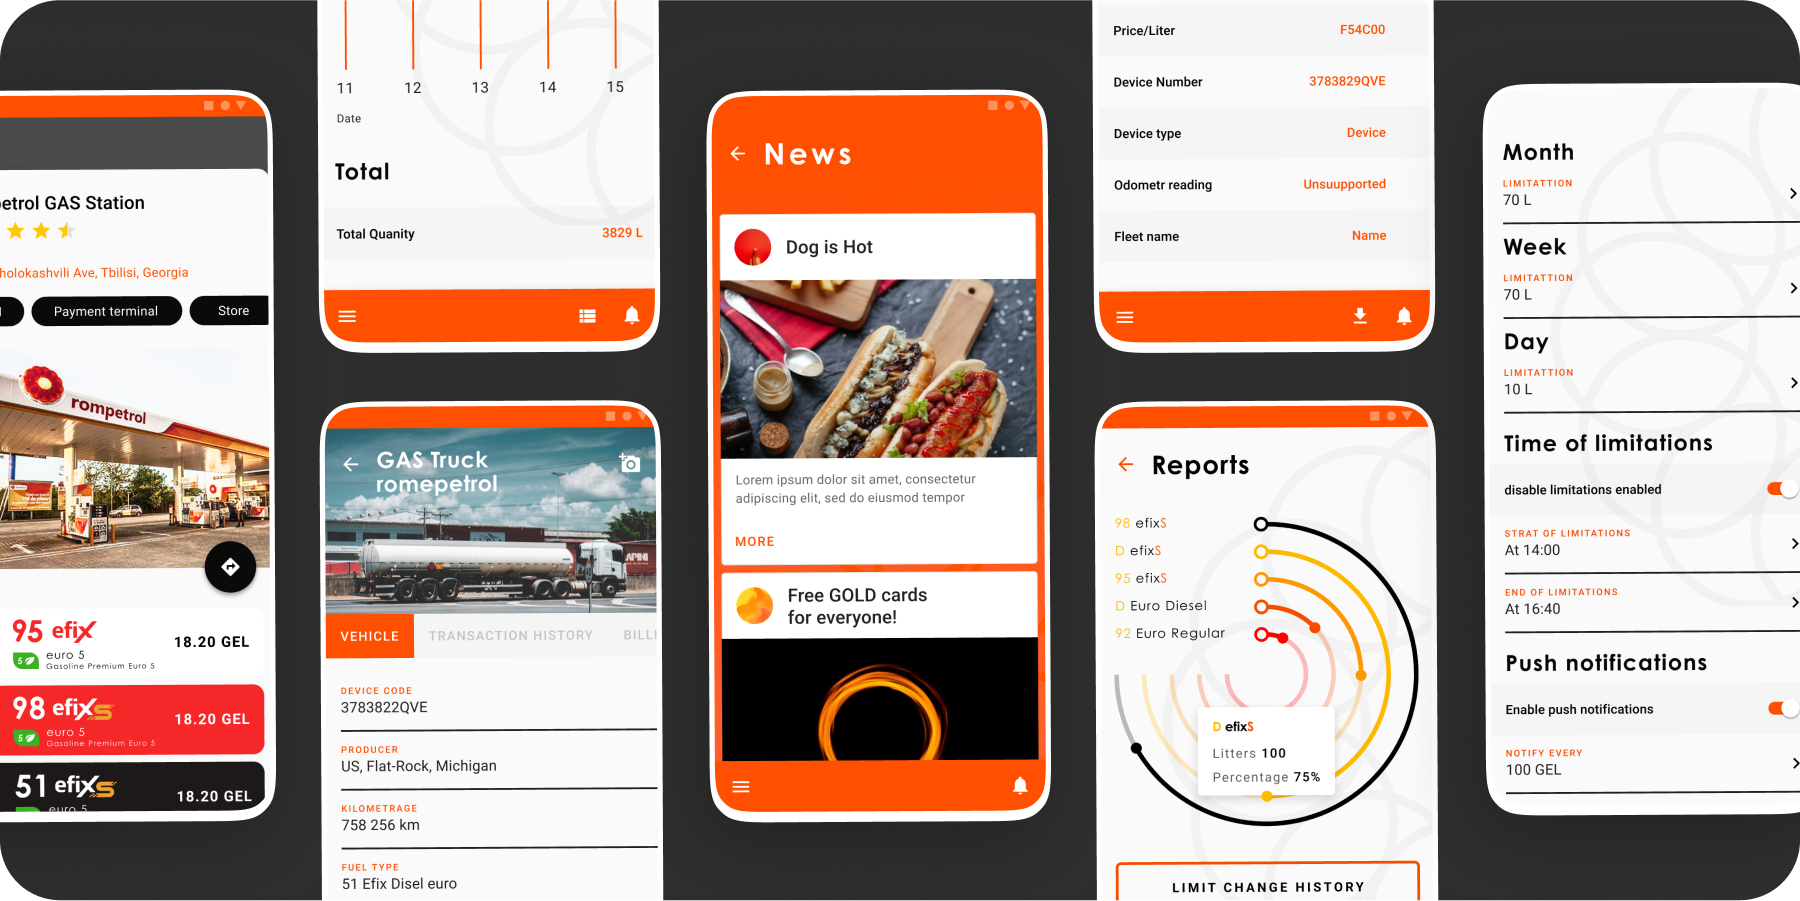 etrol GAS Station
holokashvili Ave, Tbilisi, Georgia
Payment terminal
Store
rompetrol
95 efix
18.20 GEL
5
euro 5
Gasoline Premium Euro 5
98 efixS
18.20 GEL
5
euro 5
Gasoline Premium Euro 5
51 efixS
18.20 GEL
euro 5
11 12 13 14 15
Date
Total
Total Quanity 3829 L
GAS Truck
romepetrol
APINI
VEHICLE TRANSACTION HISTORY BILLI
DEVICE CODE
3783822QVE
PRODUCER
US, Flat-Rock, Michigan
KILOMETRAGE
758 256 km
FUEL TYPE
51 Efix Disel euro
News
Dog is Hot
Lorem ipsum dolor sit amet, consectetur
adipiscing elit, sed do eiusmod tempor
MORE
Free GOLD cards
for everyone!
Price/Liter F54C00
Device Number 3783829QVE
Device type Device
Odometr reading Unsuupported
Fleet name Name
Reports
98 efixS
D efixS
95 efixS
D Euro Diesel
92 Euro Regular
D efixS
Litters 100
Percentage 75%
LIMIT CHANGE HISTORY
Month
LIMITATTION
70 L
Week
LIMITATTION
70 L
Day
LIMITATTION
10 L
Time of limitations
disable limitations enabled
STRAT OF LIMITATIONS
At 14:00
END OF LIMITATIONS
At 16:40
Push notifications
Enable push notifications
NOTIFY EVERY
100 GEL